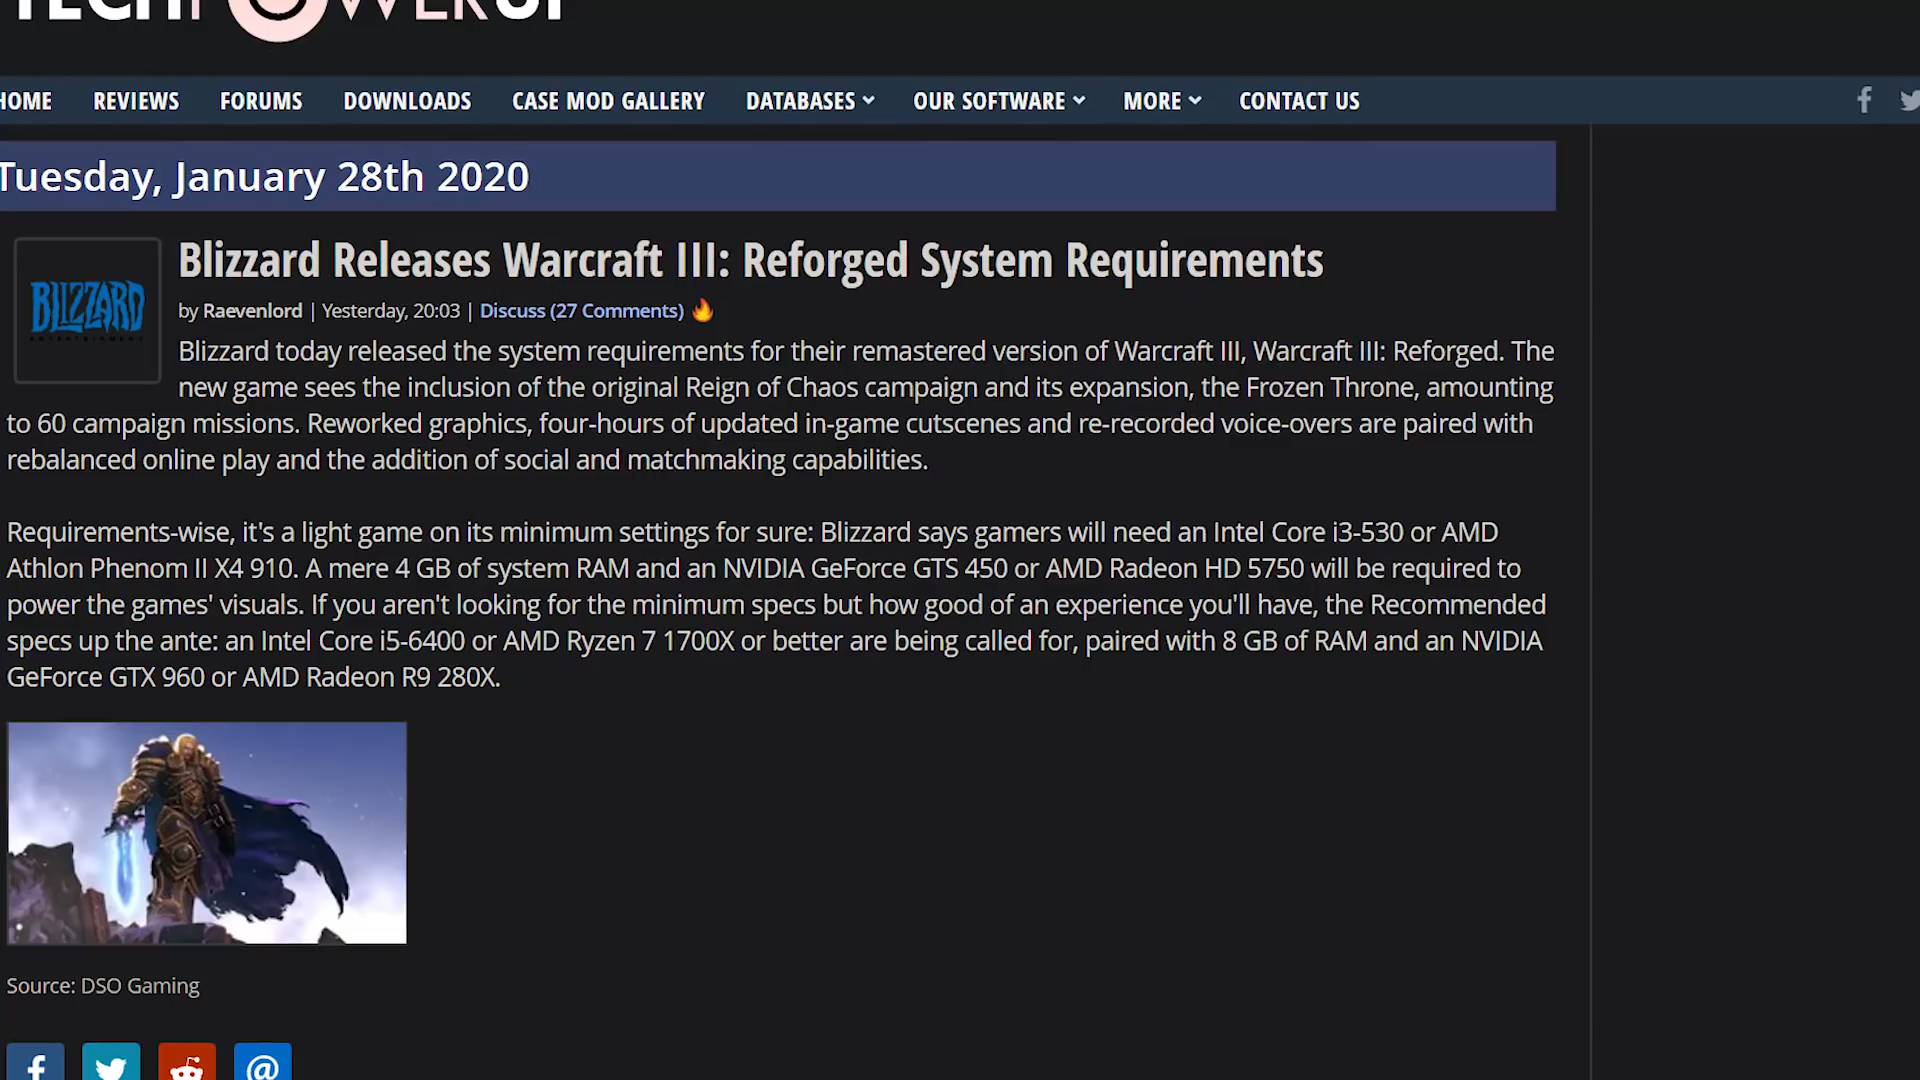 TECHPOWERUP
HOME REVIEWS FORUMS DOWNLOADS CASE MOD GALLERY DATABASES OUR SOFTWARE MORE CONTACT US
Tuesday, January 28th 2020
Blizzard Releases Warcraft III: Reforged System Requirements
BLIZZARD
ENTERTAINMENT
by Raevenlord | Yesterday, 20:03 | Discuss (27 Comments)
Blizzard today released the system requirements for their remastered version of Warcraft III, Warcraft III: Reforged. The
new game sees the inclusion of the original Reign of Chaos campaign and its expansion, the Frozen Throne, amounting
to 60 campaign missions. Reworked graphics, four-hours of updated in-game cutscenes and re-recorded voice-overs are paired with
rebalanced online play and the addition of social and matchmaking capabilities.
Requirements-wise, it's a light game on its minimum settings for sure: Blizzard says gamers will need an Intel Core i3-530 or AMD
Athlon Phenom II X4 910. A mere 4 GB of system RAM and an NVIDIA GeForce GTS 450 or AMD Radeon HD 5750 will be required to
power the games' visuals. If you aren't looking for the minimum specs but how good of an experience you'll have, the Recommended
specs up the ante: an Intel Core i5-6400 or AMD Ryzen 7 1700X or better are being called for, paired with 8 GB of RAM and an NVIDIA
GeForce GTX 960 or AMD Radeon R9 280X.
Source: DSO Gaming